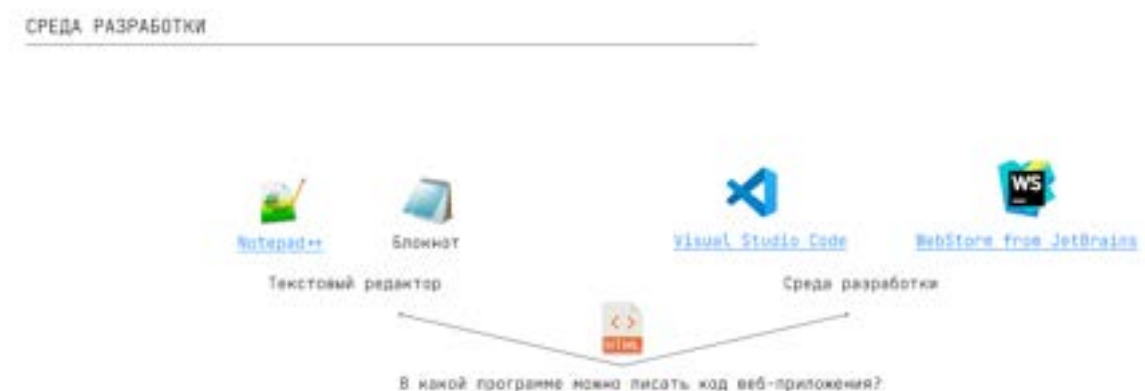 СРЕДА РАЗРАБОТКИ
WS
Notepad++ Блокнот Visual Studio Code WebStorm from JetBrains
Текстовый редактор Среда разработки
< >
HTML
В какой программе можно писать код веб-приложения?